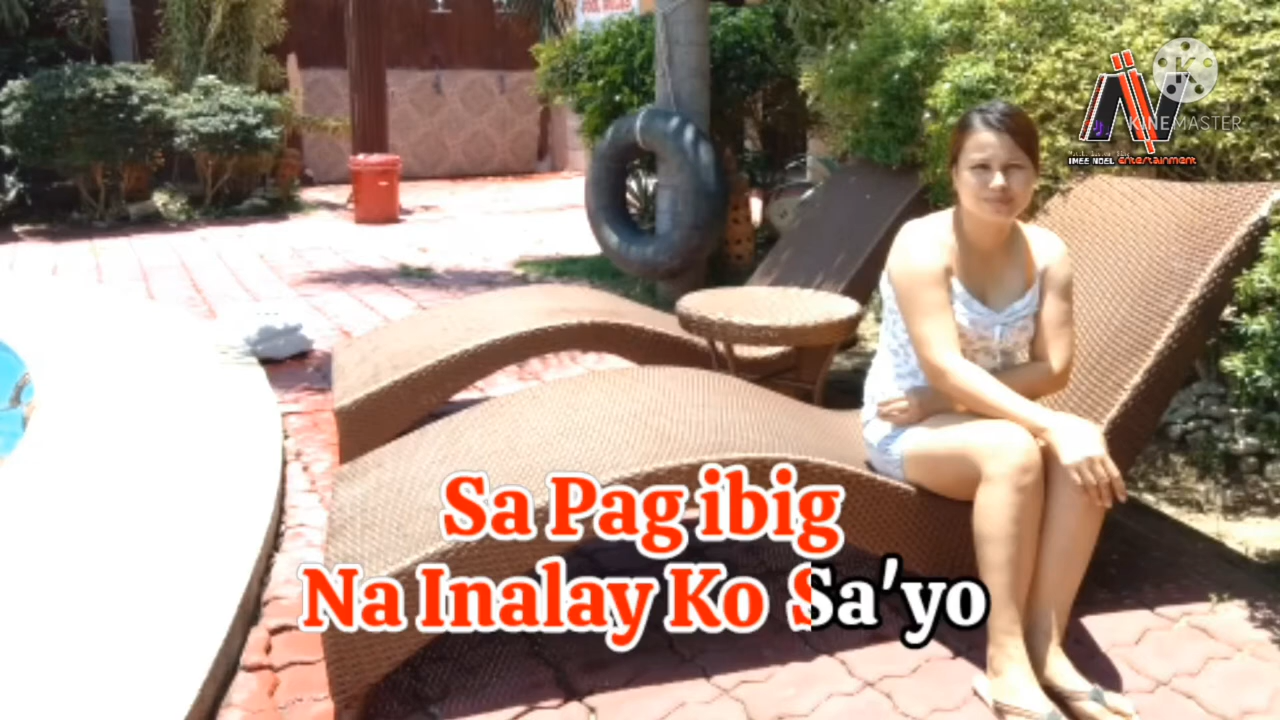 KINEMASTER
IMEE NOEL entertainment
Sa Pag ibig
Na Inalay Ko Sa'yo